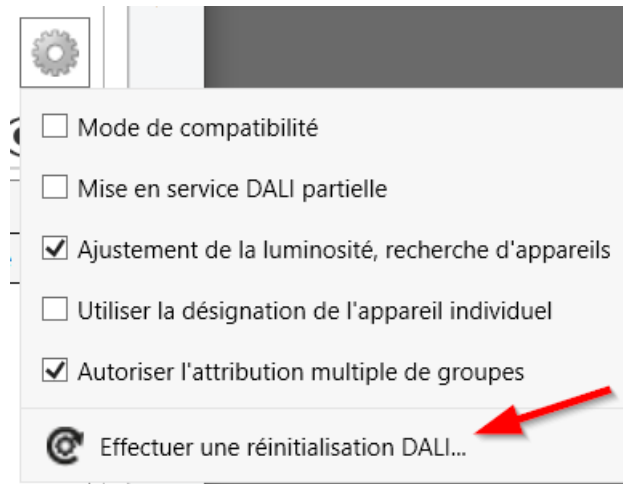 Mode de compatibilité
Mise en service DALI partielle
Ajustement de la luminosité, recherche d'appareils
Utiliser la désignation de l'appareil individuel
Autoriser l'attribution multiple de groupes
Effectuer une réinitialisation DALI...